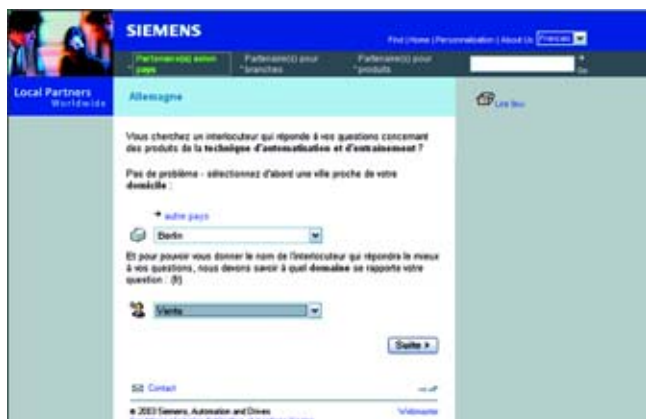 SIEMENS
Find | Home | Personnalisation | About Us Français
Partenaire(s) selon pays
Partenaire(s) pour branches
Partenaire(s) pour produits
Go
Local Partners
Worldwide
Allemagne
Vous cherchez un interlocuteur qui réponde à vos questions concernant
des produits de la technique d'automatisation et d'entraînement ?
Pas de problème - sélectionnez d'abord une ville proche de votre
domicile :
autre pays
Berlin
Et pour pouvoir vous donner le nom de l'interlocuteur qui répondra le mieux
à vos questions, nous devons savoir à quel domaine se rapporte votre
question : (fr)
Vente
Suite >
Contact
© 2003 Siemens, Automation and Drives
Webmaster